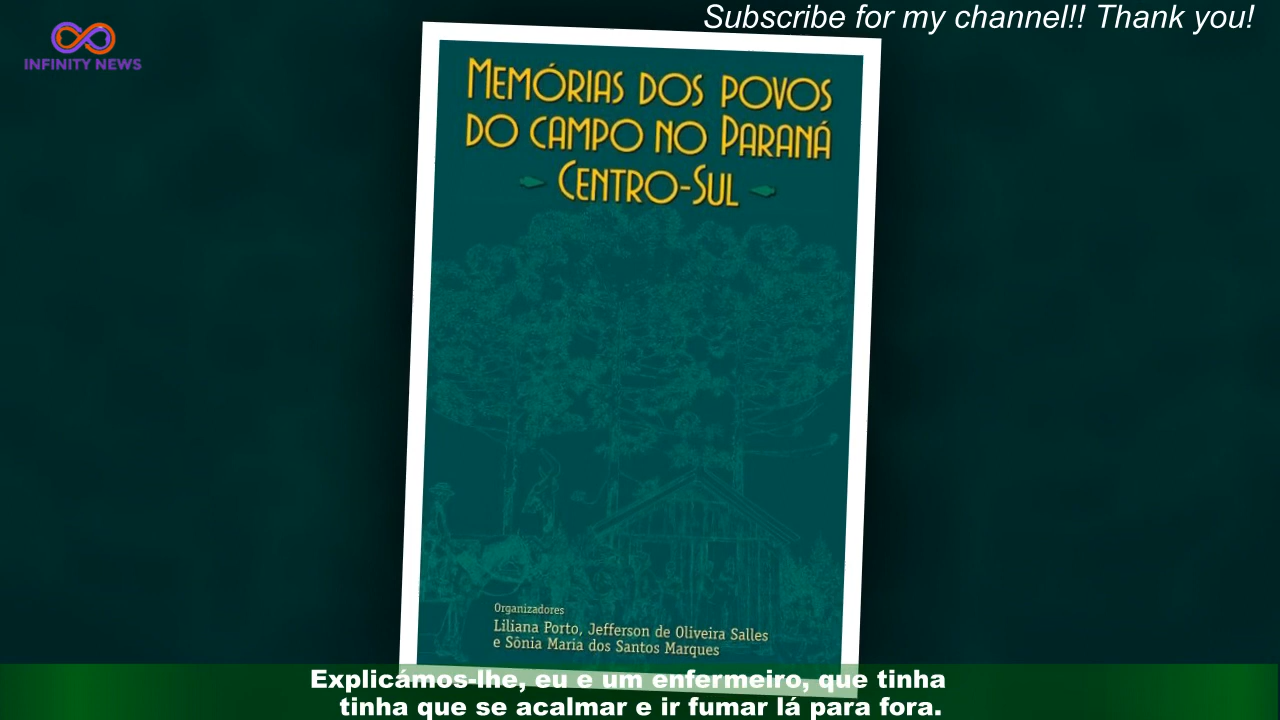 Subscribe for my channel!! Thank you!
INFINITY NEWS
MEMÓRIAS DOS POVOS
DO CAMPO NO PARANÁ
CENTRO-SUL
Organizadores
Liliana Porto, Jefferson de Oliveira Salles
e Sônia Maria dos Santos Marques
Explicámos-lhe, eu e um enfermeiro, que tinha
tinha que se acalmar e ir fumar lá para fora.